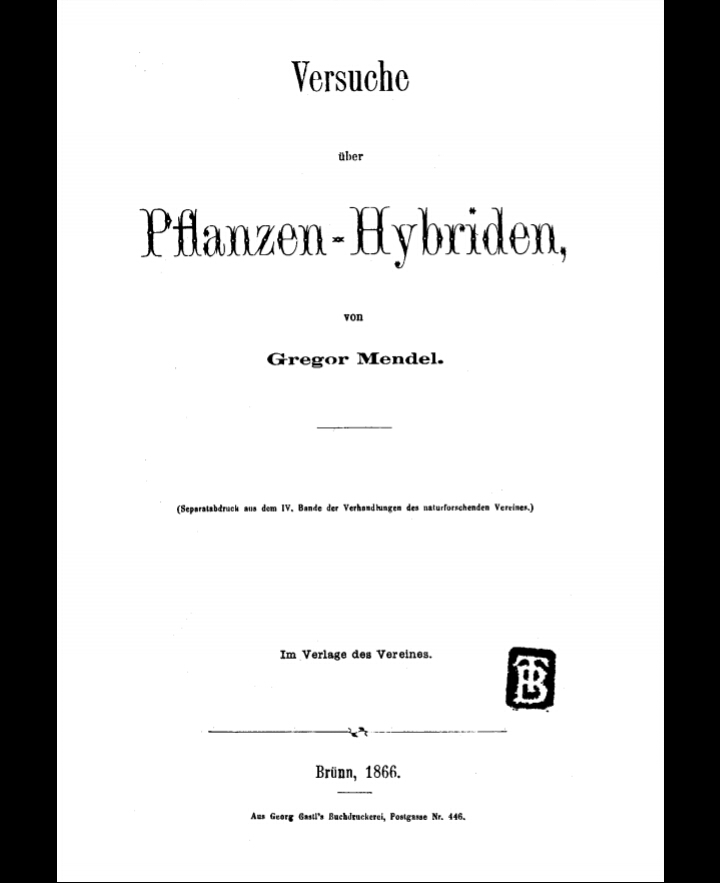 Versuche
über
Pflanzen-Hybriden,
von
Gregor Mendel.
(Separatabdruck aus dem IV. Bande der Verhandlungen des naturforschenden Vereines.)
Im Verlage des Vereines.
TB
Brünn, 1866.
Aus Georg Gastl's Buchdruckerei, Postgasse Nr. 446.